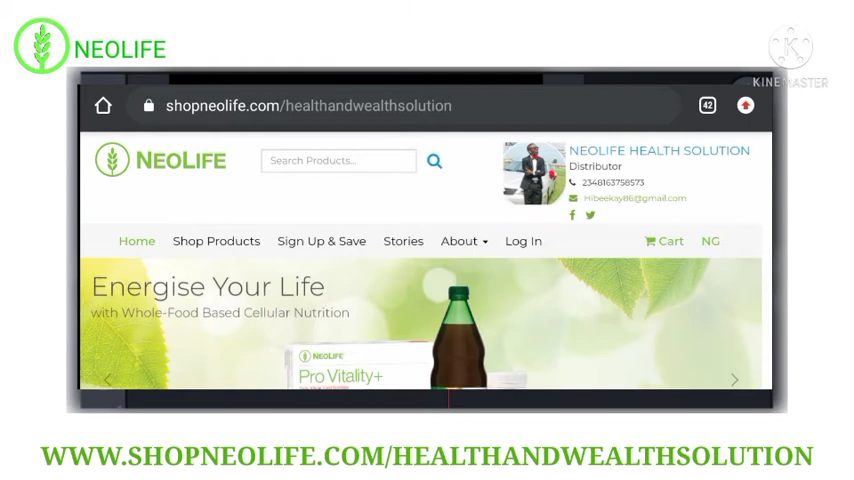 NEOLIFE
KINEMASTER
shopneolife.com/healthandwealthsolution
42
NEOLIFE
Search Products...
NEOLIFE HEALTH SOLUTION
Distributor
2348163758573
Hibeekay86@gmail.com
Home Shop Products Sign Up & Save Stories About Log In Cart NG
Energise Your Life
with Whole-Food Based Cellular Nutrition
NEOLIFE
Pro Vitality+
WWW.SHOPNEOLIFE.COM/HEALTHANDWEALTHSOLUTION